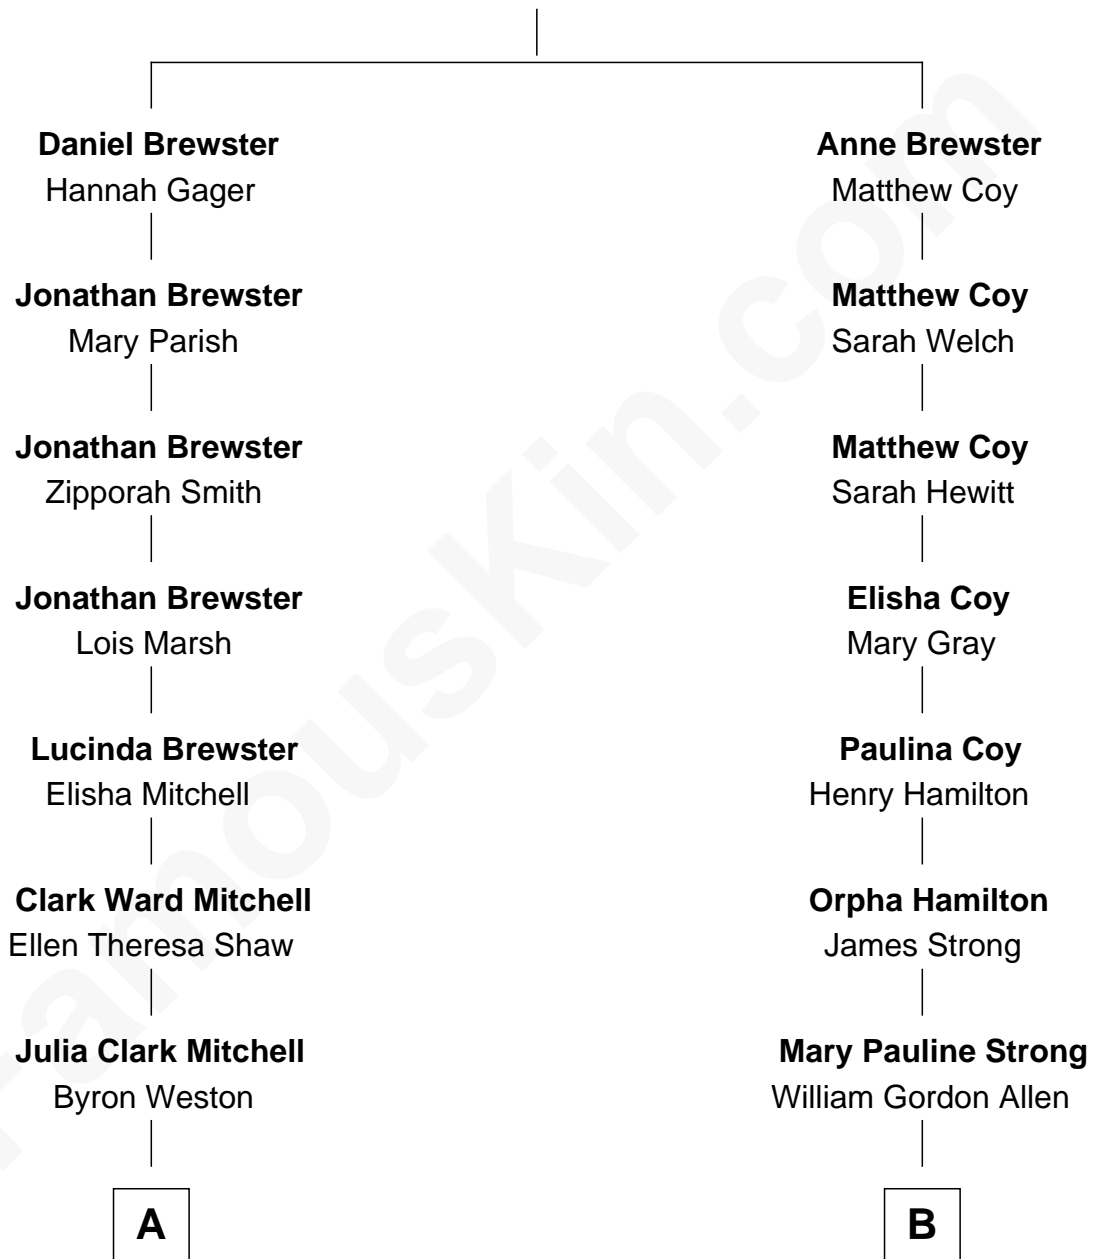 Daniel Brewster
Hannah Gager
Anne Brewster
Matthew Coy
Jonathan Brewster
Mary Parish
Matthew Coy
Sarah Welch
Jonathan Brewster
Zipporah Smith
Matthew Coy
Sarah Hewitt
Jonathan Brewster
Lois Marsh
Elisha Coy
Mary Gray
Lucinda Brewster
Elisha Mitchell
Paulina Coy
Henry Hamilton
Clark Ward Mitchell
Ellen Theresa Shaw
Orpha Hamilton
James Strong
Julia Clark Mitchell
Byron Weston
Mary Pauline Strong
William Gordon Allen
A
B
FamousKin.com